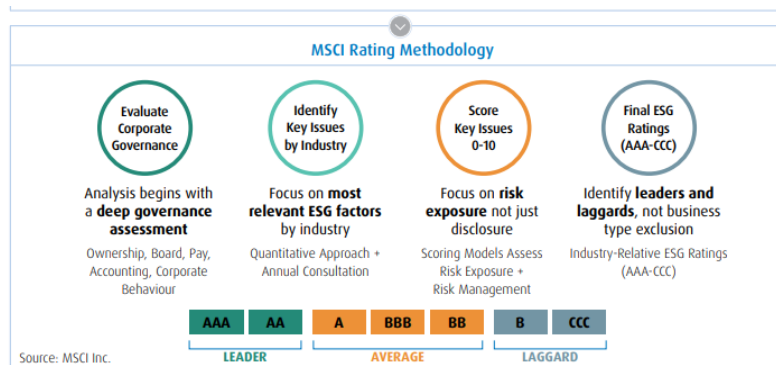 MSCI Rating Methodology
Evaluate
Corporate
Governance
Analysis begins with
a deep governance
assessment
Ownership, Board, Pay,
Accounting, Corporate
Behaviour
Identify
Key Issues
by Industry
Focus on most
relevant ESG factors
by industry
Quantitative Approach +
Annual Consultation
Score
Key Issues
0-10
Focus on risk
exposure not just
disclosure
Scoring Models Assess
Risk Exposure +
Risk Management
Final ESG
Ratings
(AAA-CCC)
Identify leaders and
laggards, not business
type exclusion
Industry-Relative ESG Ratings
(AAA-CCC)
AAA AA A BBB BB B CCC
LEADER AVERAGE LAGGARD
Source: MSCI Inc.